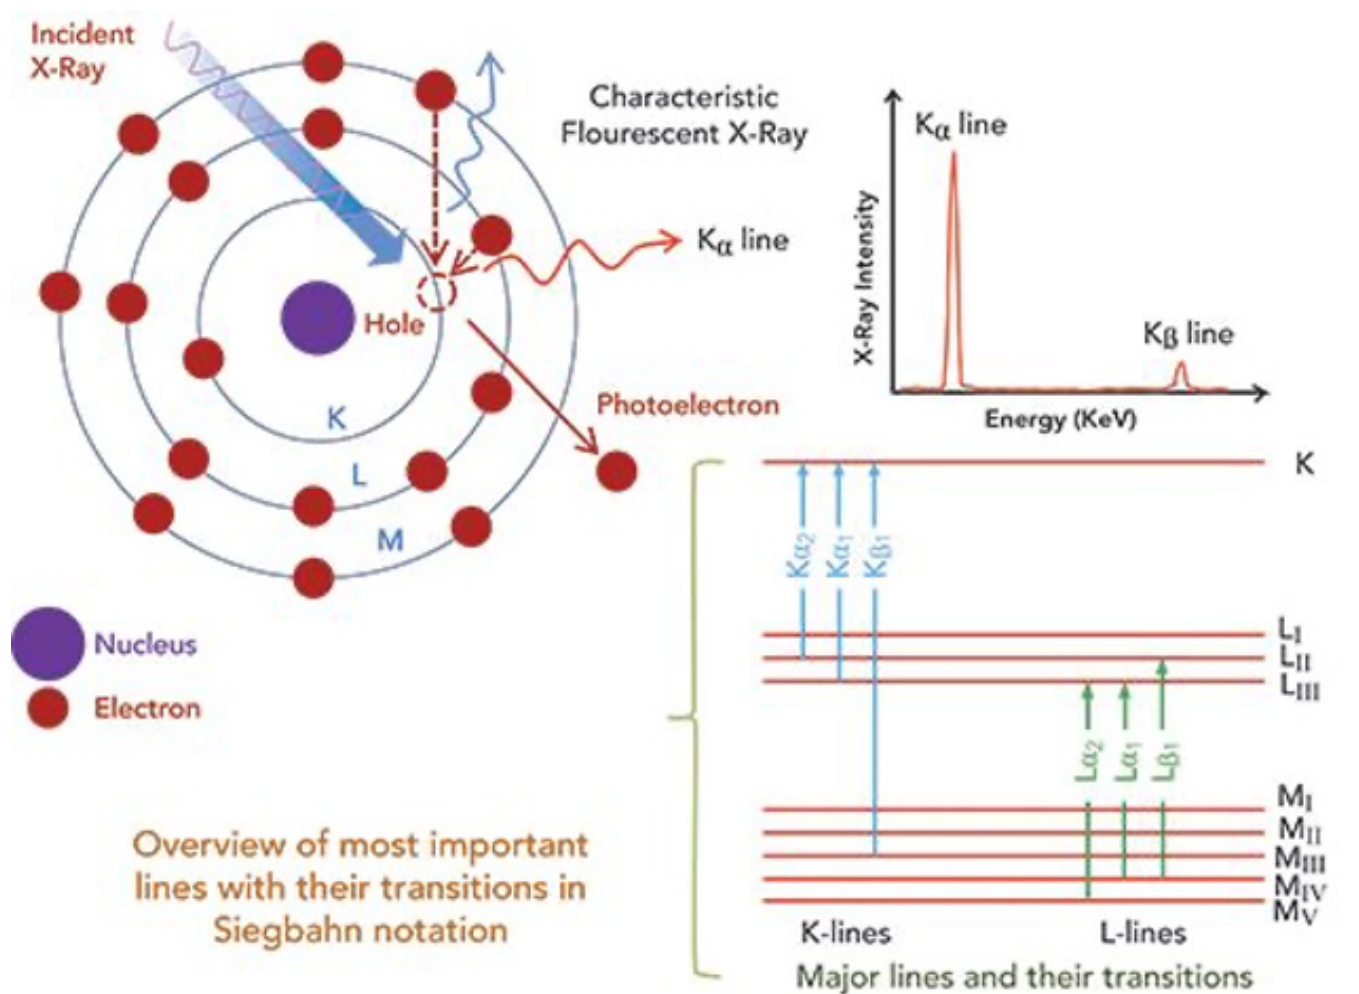 Incident
X-Ray
Characteristic
Flourescent X-Ray
Kα line
Hole
K
L
M
Photoelectron
Nucleus
Electron
Kα line
Kβ line
X-Ray Intensity
Energy (KeV)
K
Kα2
Kα1
Kβ1
LI
LII
LIII
Lα2
Lα1
Lβ1
MI
MII
MIII
MIV
MV
K-lines
L-lines
Major lines and their transitions
Overview of most important
lines with their transitions in
Siegbahn notation